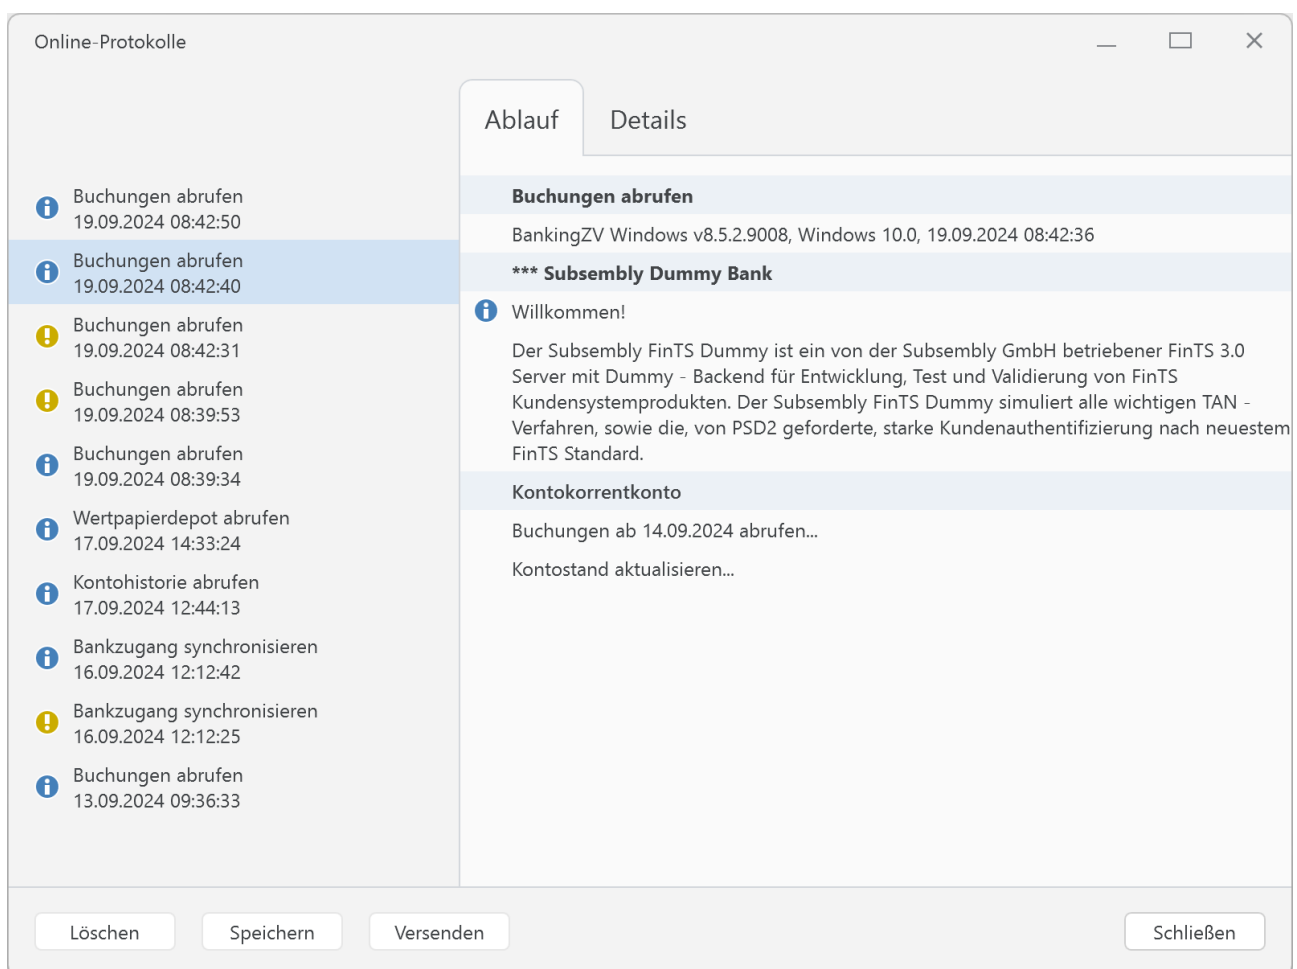 Online-Protokolle
Ablauf
Details
Buchungen abrufen
19.09.2024 08:42:50
Buchungen abrufen
19.09.2024 08:42:40
Buchungen abrufen
19.09.2024 08:42:31
Buchungen abrufen
19.09.2024 08:39:53
Buchungen abrufen
19.09.2024 08:39:34
Wertpapierdepot abrufen
17.09.2024 14:33:24
Kontohistorie abrufen
17.09.2024 12:44:13
Bankzugang synchronisieren
16.09.2024 12:12:42
Bankzugang synchronisieren
16.09.2024 12:12:25
Buchungen abrufen
13.09.2024 09:36:33
Buchungen abrufen
BankingZV Windows v8.5.2.9008, Windows 10.0, 19.09.2024 08:42:36
*** Subsembly Dummy Bank
Willkommen!
Der Subsembly FinTS Dummy ist ein von der Subsembly GmbH betriebener FinTS 3.0
Server mit Dummy - Backend für Entwicklung, Test und Validierung von FinTS
Kundensystemprodukten. Der Subsembly FinTS Dummy simuliert alle wichtigen TAN -
Verfahren, sowie die, von PSD2 geforderte, starke Kundenauthentifizierung nach neuestem
FinTS Standard.
Kontokorrentkonto
Buchungen ab 14.09.2024 abrufen...
Kontostand aktualisieren...
Löschen
Speichern
Versenden
Schließen